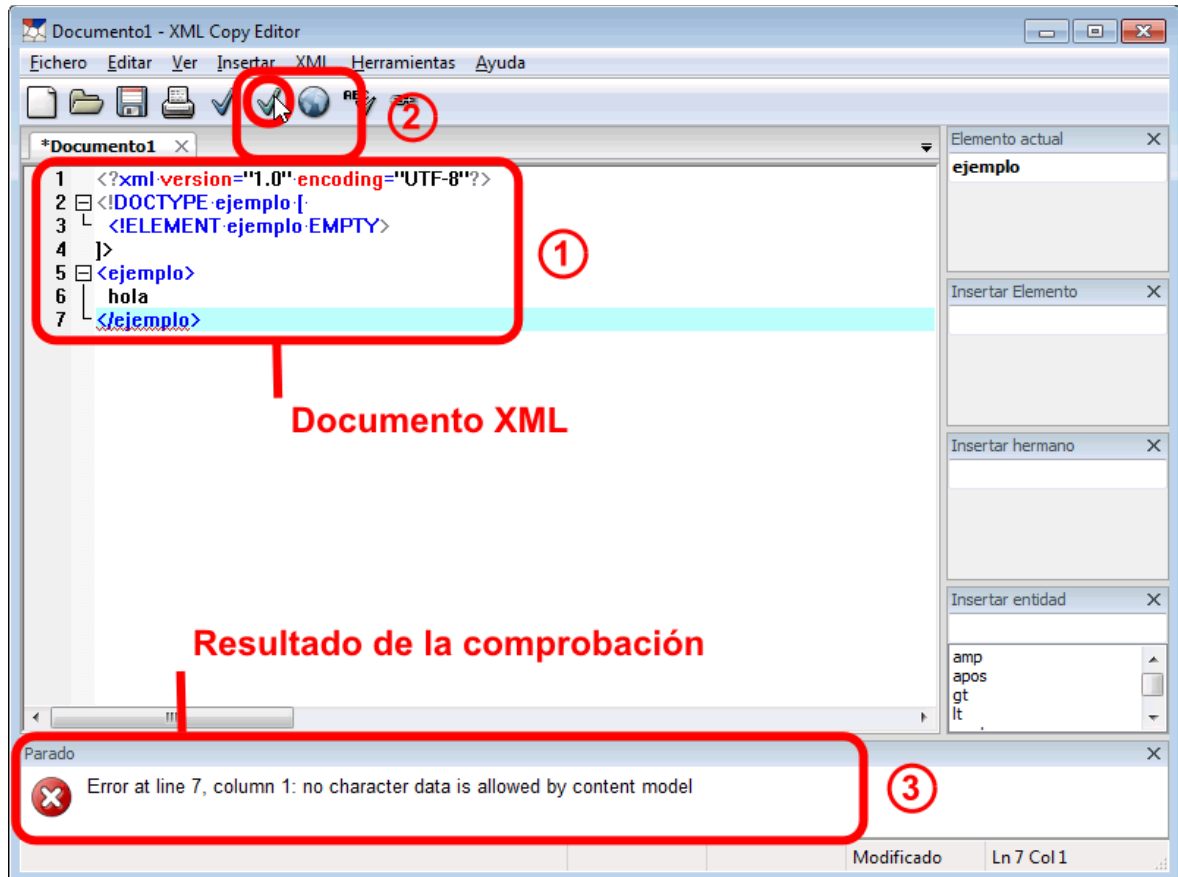 Documento1 - XML Copy Editor
Fichero Editar Ver Insertar XML Herramientas Ayuda
ABC
2
*Documento1
1 <?xml version="1.0" encoding="UTF-8"?>
2 <!DOCTYPE ejemplo [
3 <!ELEMENT ejemplo EMPTY>
4 ]>
5 <ejemplo>
6 hola
7 </ejemplo>
1
Documento XML
Resultado de la comprobación
Elemento actual
ejemplo
Insertar Elemento
Insertar hermano
Insertar entidad
amp
apos
gt
lt
Parado
Error at line 7, column 1: no character data is allowed by content model
3
Modificado Ln 7 Col 1